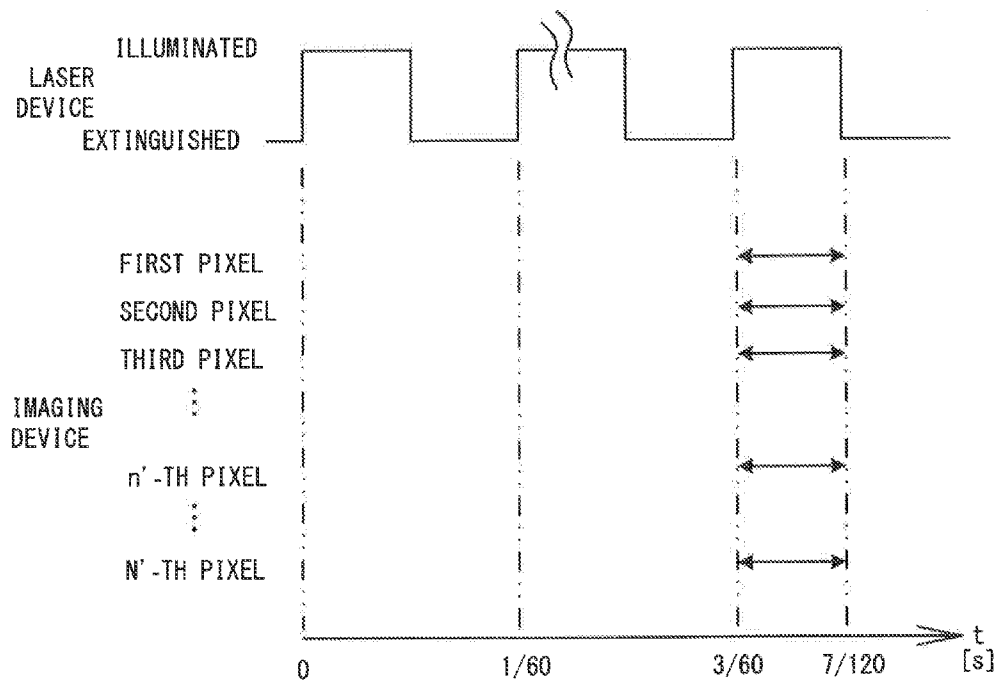 ILLUMINATED
LASER
DEVICE
EXTINGUISHED
FIRST PIXEL
SECOND PIXEL
THIRD PIXEL
IMAGING
DEVICE
n'-TH PIXEL
N'-TH PIXEL
0
1/60
3/60
7/120
t
[s]